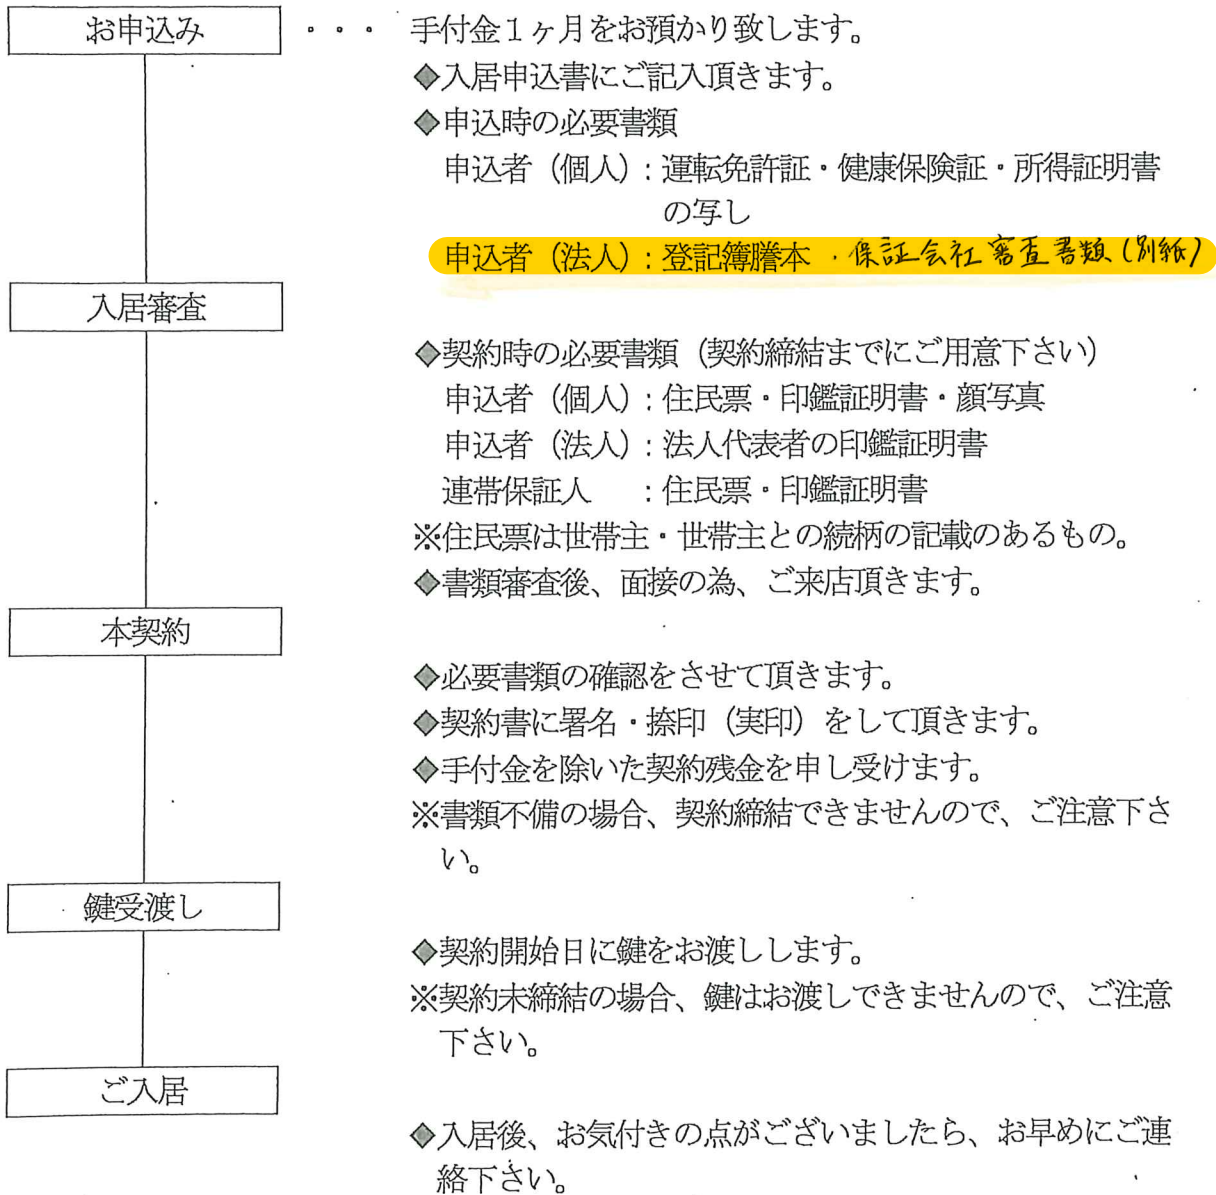 お申込み ・・・ 手付金１ヶ月をお預かり致します。
◆入居申込書にご記入頂きます。
◆申込時の必要書類
申込者（個人）：運転免許証・健康保険証・所得証明書
の写し
申込者（法人）：登記簿謄本 ・保証会社審査書類（別紙）
入居審査
◆契約時の必要書類（契約締結までにご用意下さい）
申込者（個人）：住民票・印鑑証明書・顔写真
申込者（法人）：法人代表者の印鑑証明書
連帯保証人 ：住民票・印鑑証明書
※住民票は世帯主・世帯主との続柄の記載のあるもの。
◆書類審査後、面接の為、ご来店頂きます。
本契約
◆必要書類の確認をさせて頂きます。
◆契約書に署名・捺印（実印）をして頂きます。
◆手付金を除いた契約残金を申し受けます。
※書類不備の場合、契約締結できませんので、ご注意下さ
い。
鍵受渡し
◆契約開始日に鍵をお渡しします。
※契約未締結の場合、鍵はお渡しできませんので、ご注意
下さい。
ご入居
◆入居後、お気付きの点がございましたら、お早めにご連
絡下さい。